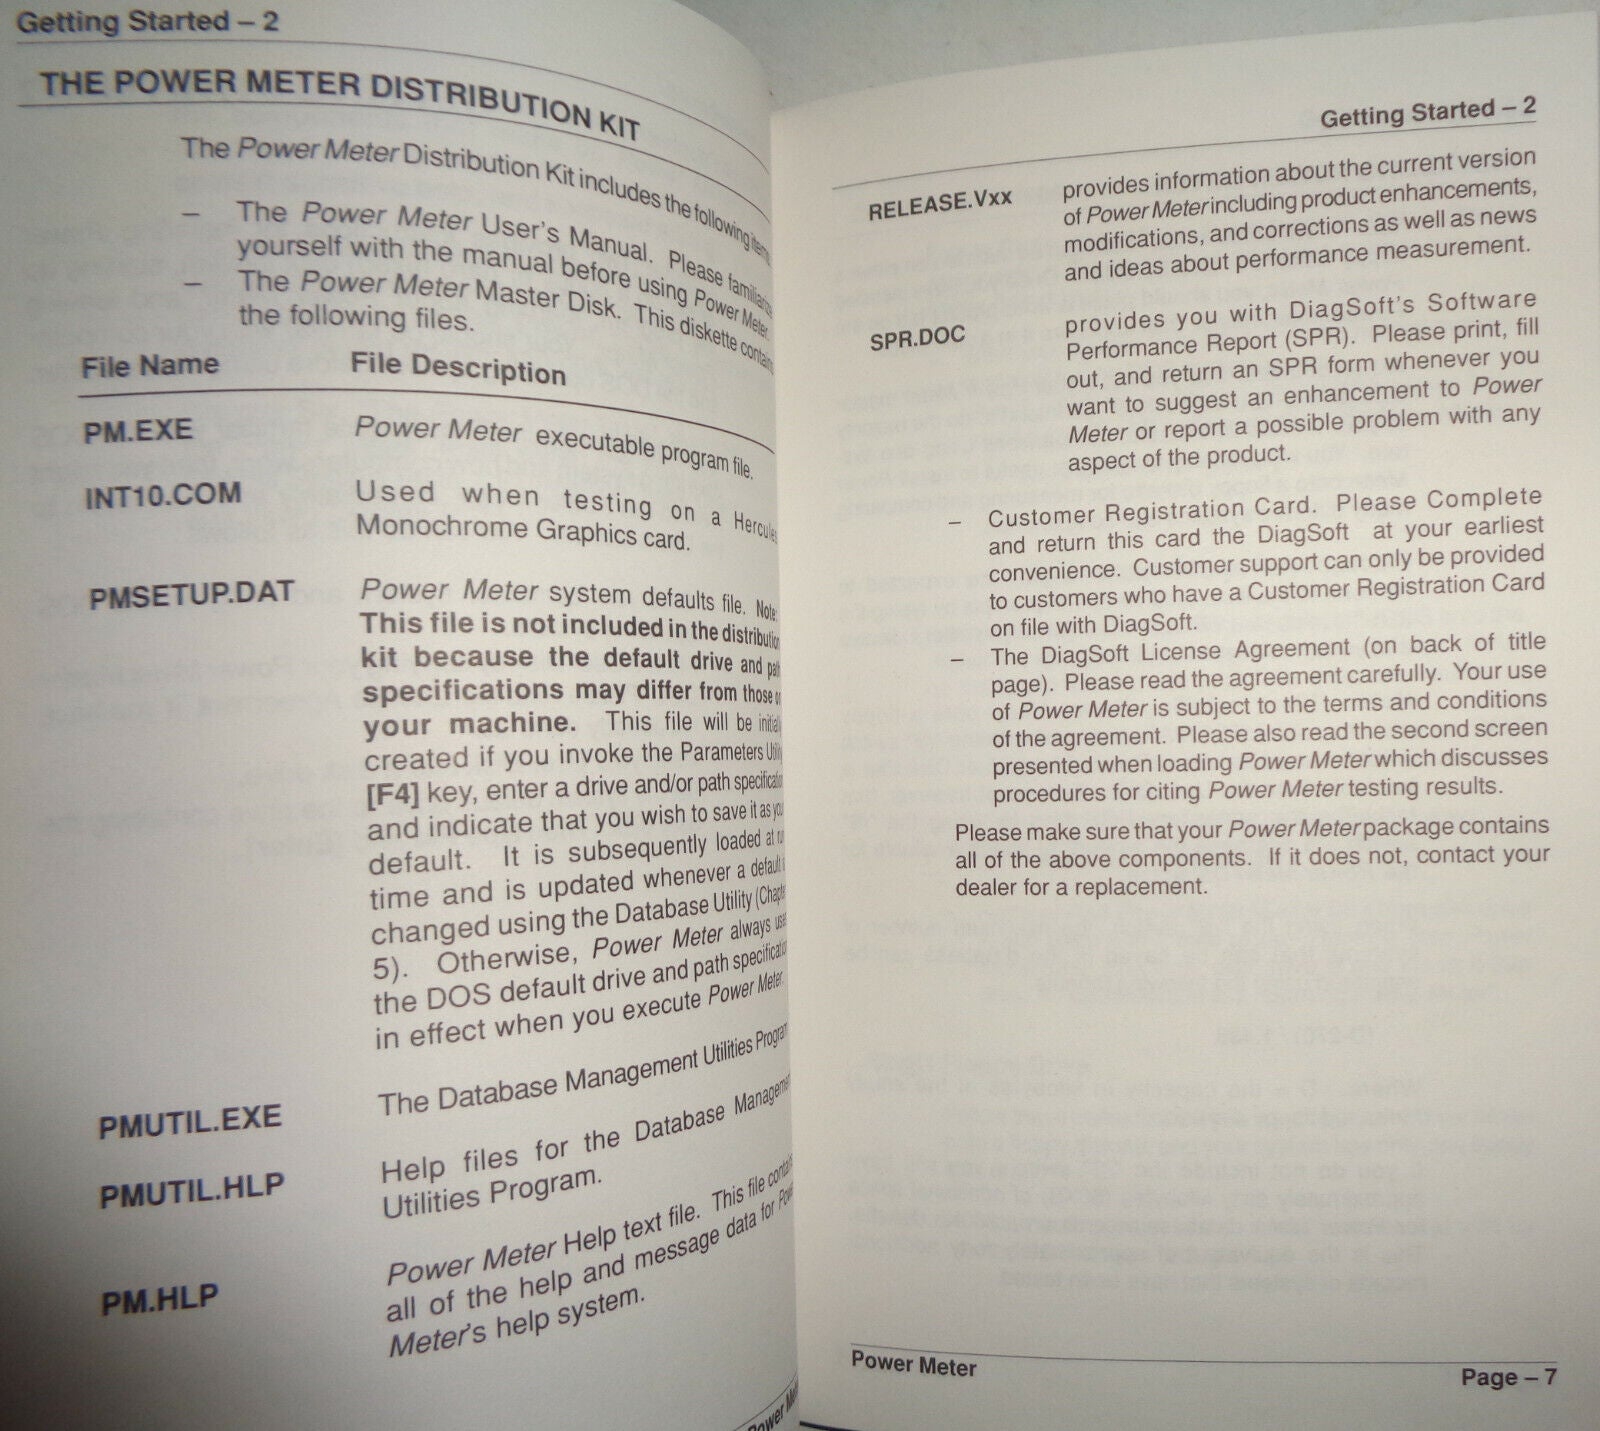 Getting Started – 2
THE POWER METER DISTRIBUTION KIT
The Power Meter Distribution Kit includes the following items
– The Power Meter User's Manual. Please familiarize
yourself with the manual before using Power Meter.
– The Power Meter Master Disk. This diskette contains
the following files.
File Name File Description
PM.EXE Power Meter executable program file.
INT10.COM Used when testing on a Hercules
Monochrome Graphics card.
PMSETUP.DAT Power Meter system defaults file. Note:
This file is not included in the distribution
kit because the default drive and path
specifications may differ from those on
your machine. This file will be initially
created if you invoke the Parameters Utility
[F4] key, enter a drive and/or path specification
and indicate that you wish to save it as your
default. It is subsequently loaded at run
time and is updated whenever a default is
changed using the Database Utility (Chapter
5). Otherwise, Power Meter always uses
the DOS default drive and path specification
in effect when you execute Power Meter.
PMUTIL.EXE The Database Management Utilities Program
PMUTIL.HLP Help files for the Database Management
Utilities Program.
PM.HLP Power Meter Help text file. This file contains
all of the help and message data for Power
Meter's help system.
Power
Getting Started – 2
RELEASE.Vxx provides information about the current version
of Power Meter including product enhancements,
modifications, and corrections as well as news
and ideas about performance measurement.
SPR.DOC provides you with DiagSoft's Software
Performance Report (SPR). Please print, fill
out, and return an SPR form whenever you
want to suggest an enhancement to Power
Meter or report a possible problem with any
aspect of the product.
– Customer Registration Card. Please Complete
and return this card the DiagSoft at your earliest
convenience. Customer support can only be provided
to customers who have a Customer Registration Card
on file with DiagSoft.
– The DiagSoft License Agreement (on back of title
page). Please read the agreement carefully. Your use
of Power Meter is subject to the terms and conditions
of the agreement. Please also read the second screen
presented when loading Power Meter which discusses
procedures for citing Power Meter testing results.
Please make sure that your Power Meter package contains
all of the above components. If it does not, contact your
dealer for a replacement.
Power Meter Page – 7